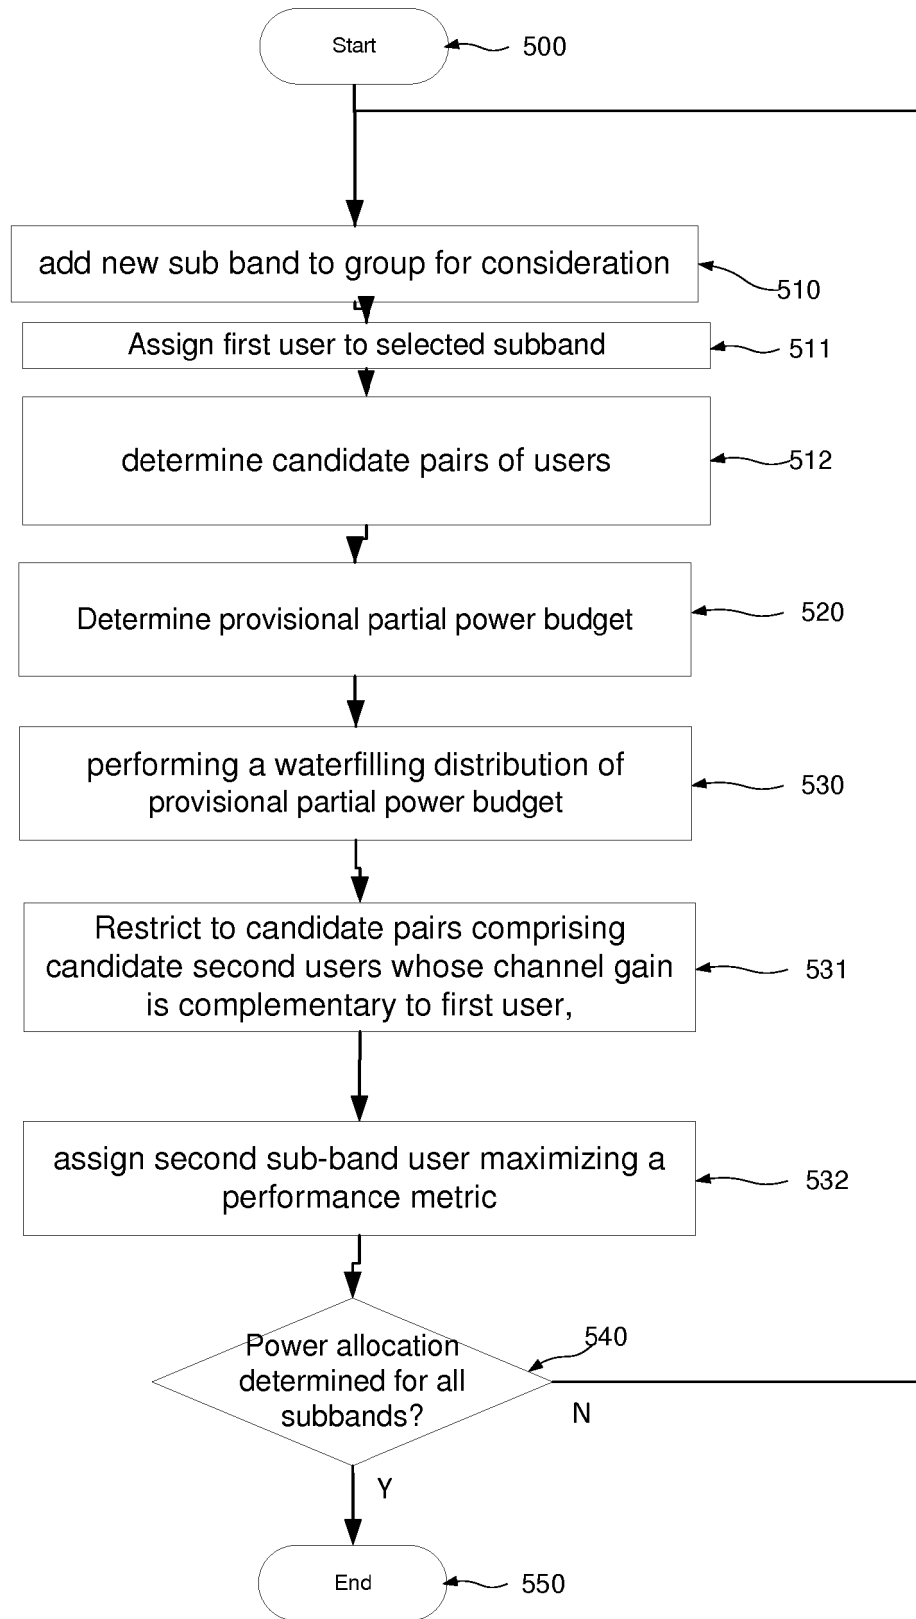 Start
500
add new sub band to group for consideration
510
Assign first user to selected subband
511
determine candidate pairs of users
512
Determine provisional partial power budget
520
performing a waterfilling distribution of
provisional partial power budget
530
Restrict to candidate pairs comprising
candidate second users whose channel gain
is complementary to first user,
531
assign second sub-band user maximizing a
performance metric
532
Power allocation
determined for all
subbands?
540
N
Y
End
550